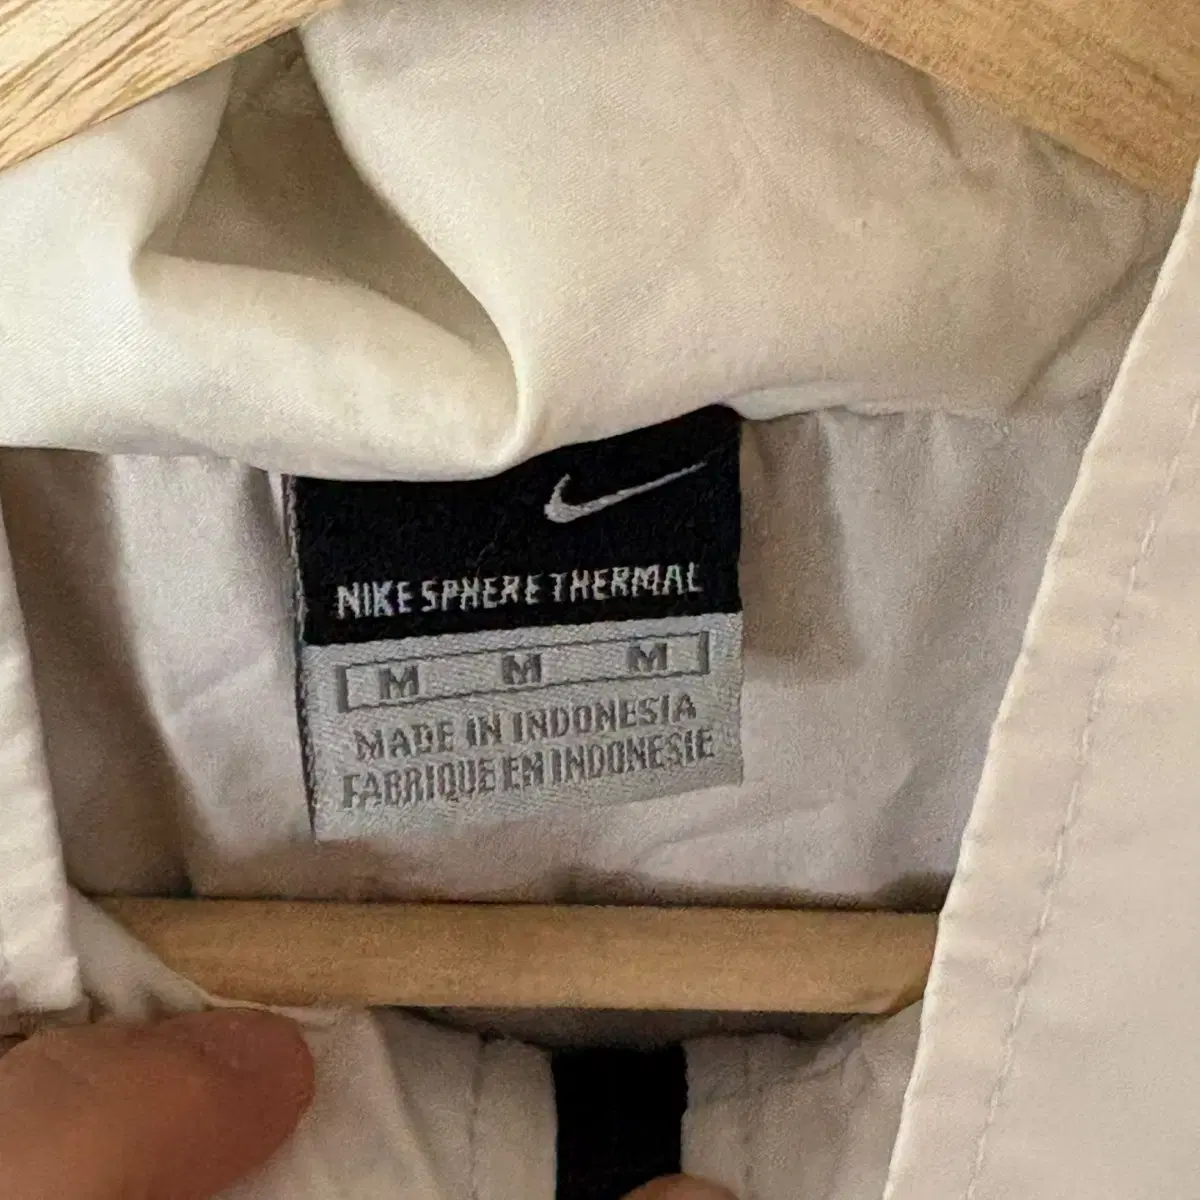 NIKE SPHERE THERMAL
M M M
MADE IN INDONESIA
FABRIQUE EN INDONESIE